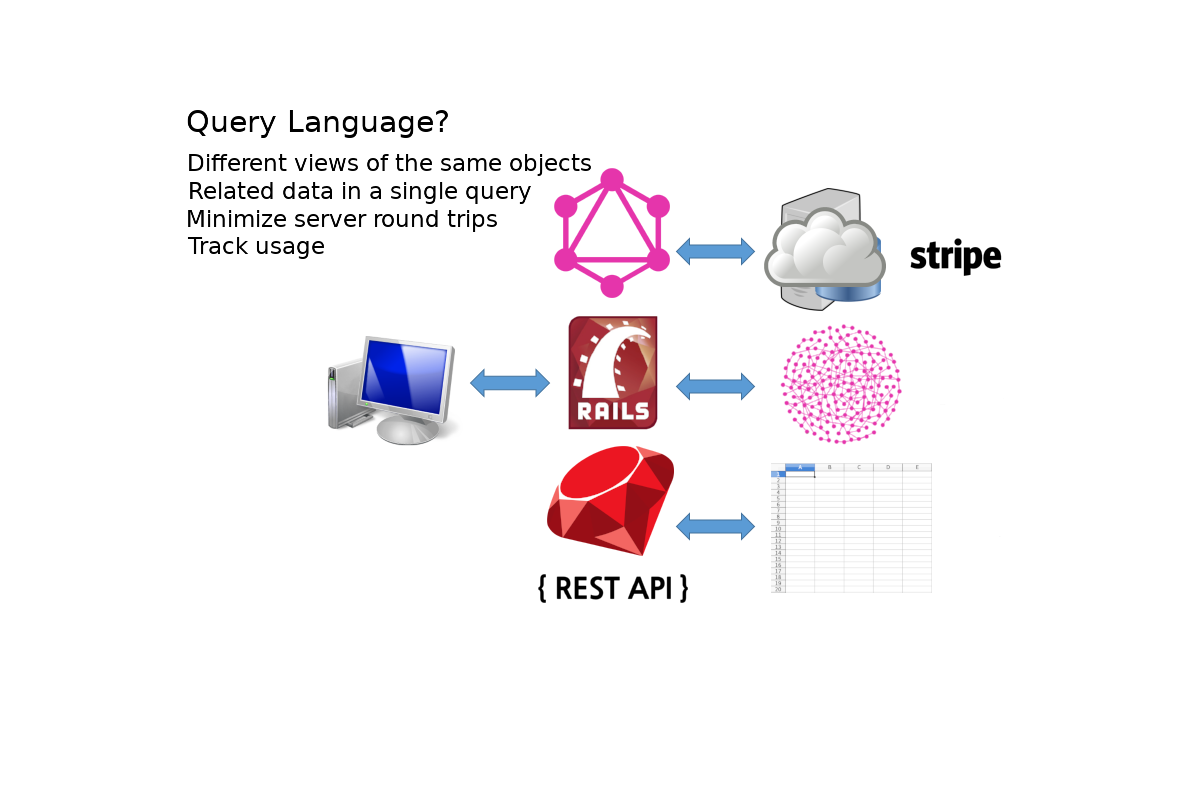 Query Language?
Different views of the same objects
Related data in a single query
Minimize server round trips
Track usage
stripe
RAILS
{ REST API }
A B C D E
1
2
3
4
5
6
7
8
9
10
11
12
13
14
15
16
17
18
19
20